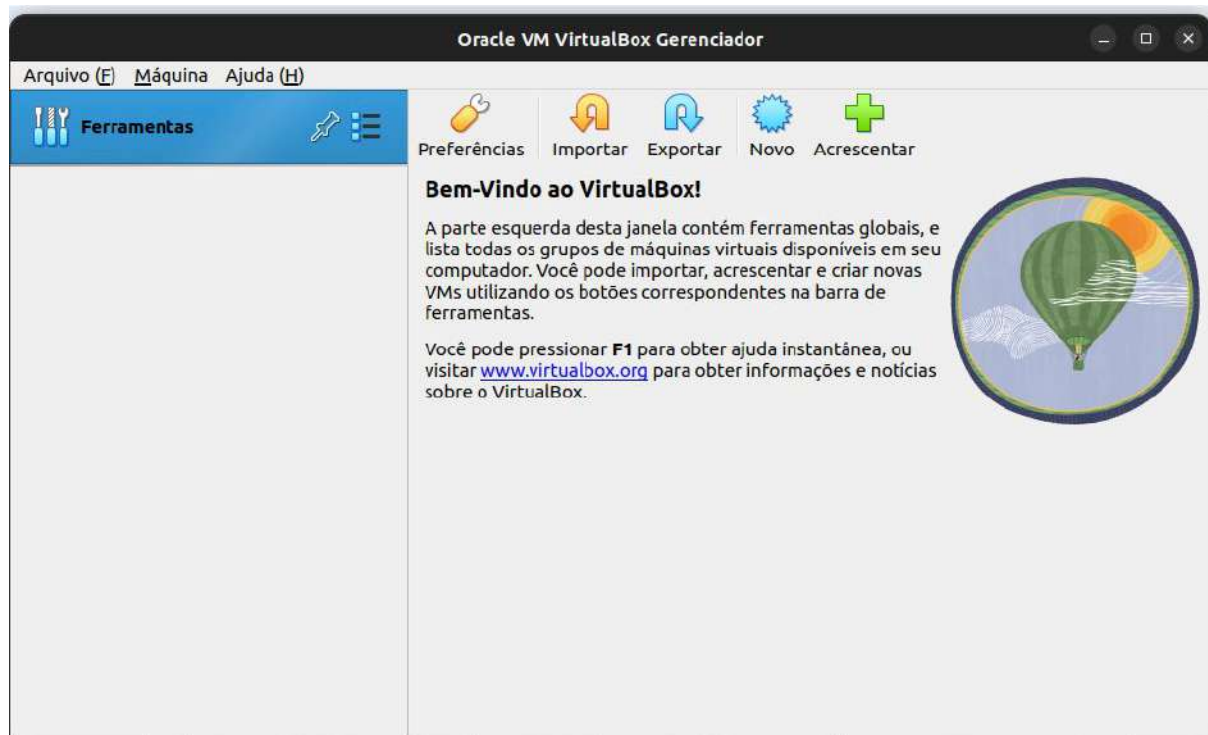 Oracle VM VirtualBox Gerenciador
Arquivo (F) Máquina Ajuda (H)
Ferramentas
Preferências Importar Exportar Novo Acrescentar
Bem-Vindo ao VirtualBox!
A parte esquerda desta janela contém ferramentas globais, e
lista todas os grupos de máquinas virtuais disponíveis em seu
computador. Você pode importar, acrescentar e criar novas
VMs utilizando os botões correspondentes na barra de
ferramentas.
Você pode pressionar F1 para obter ajuda instantânea, ou
visitar www.virtualbox.org para obter informações e notícias
sobre o VirtualBox.